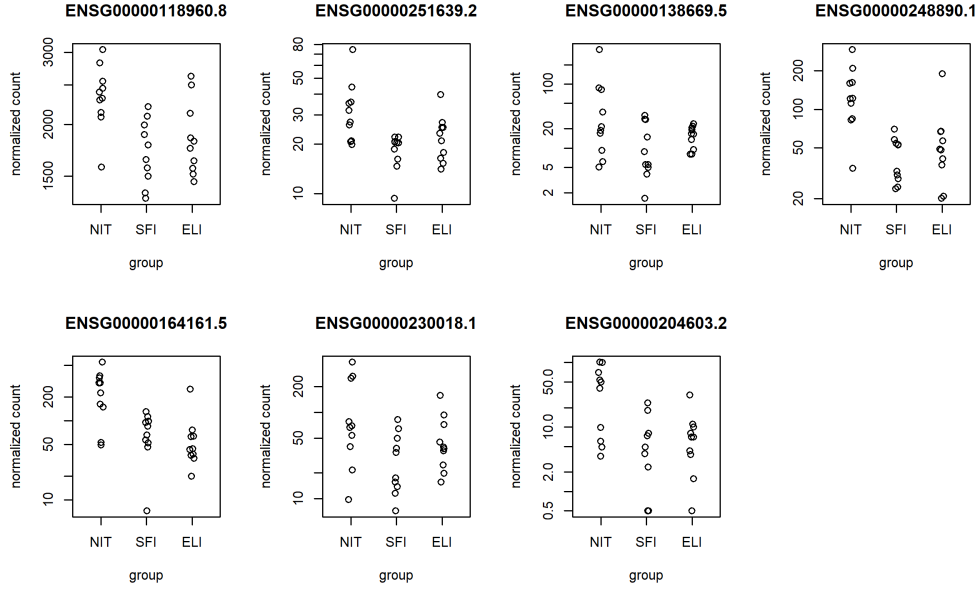 ENSG00000118960.8
normalized count
3000
2000
1500
NIT SFI ELI
group
ENSG00000251639.2
normalized count
80
50
30
20
10
NIT SFI ELI
group
ENSG00000138669.5
normalized count
100
20
5
2
NIT SFI ELI
group
ENSG00000248890.1
normalized count
200
100
50
20
NIT SFI ELI
group
ENSG00000164161.5
normalized count
200
50
10
NIT SFI ELI
group
ENSG00000230018.1
normalized count
200
50
10
NIT SFI ELI
group
ENSG00000204603.2
normalized count
50.0
10.0
2.0
0.5
NIT SFI ELI
group